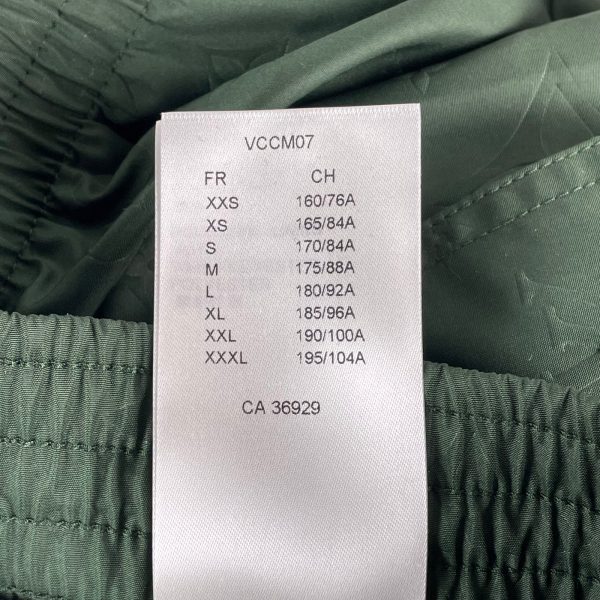 VCCM07
FR CH
XXS 160/76A
XS 165/84A
S 170/84A
M 175/88A
L 180/92A
XL 185/96A
XXL 190/100A
XXXL 195/104A
CA 36929